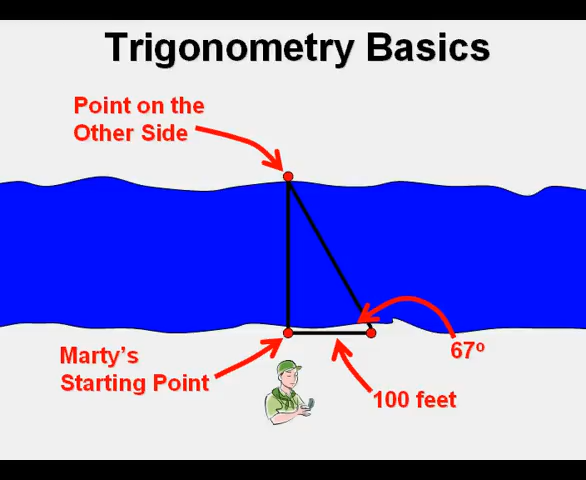 Trigonometry Basics
Point on the
Other Side
67º
Marty's
Starting Point
100 feet